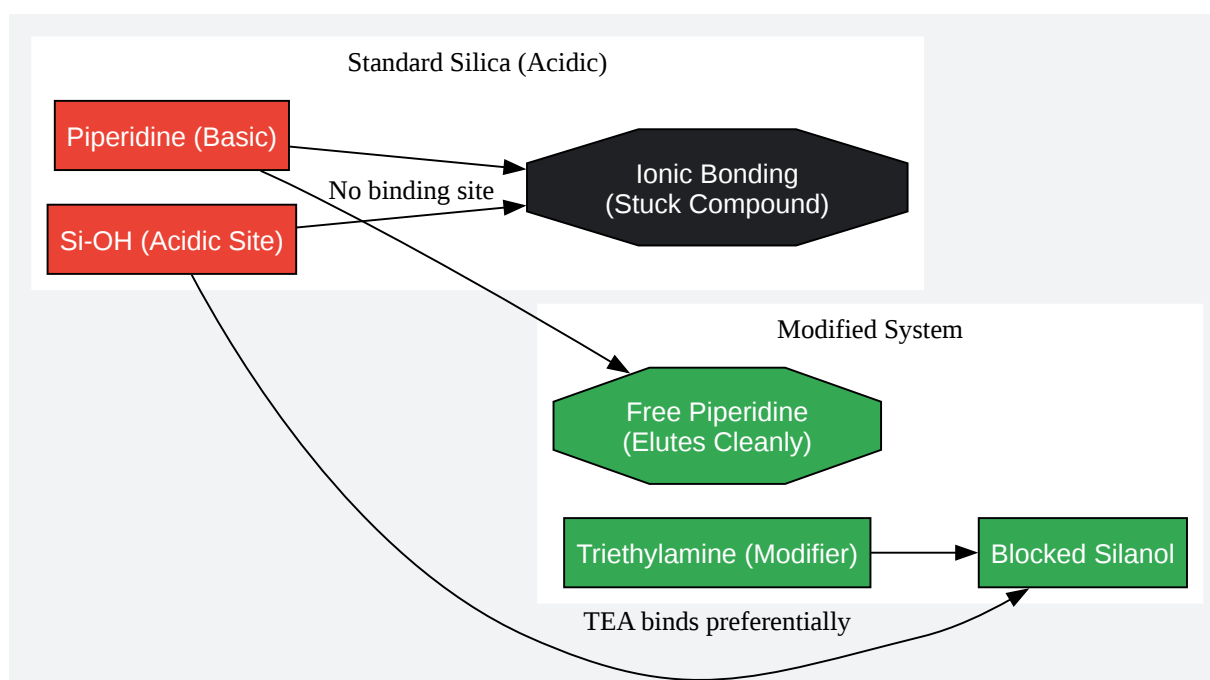 Standard Silica (Acidic)
Piperidine (Basic)
Ionic Bonding
(Stuck Compound)
No binding site
Si-OH (Acidic Site)
Modified System
Free Piperidine
(Elutes Cleanly)
Triethylamine (Modifier)
Blocked Silanol
TEA binds preferentially